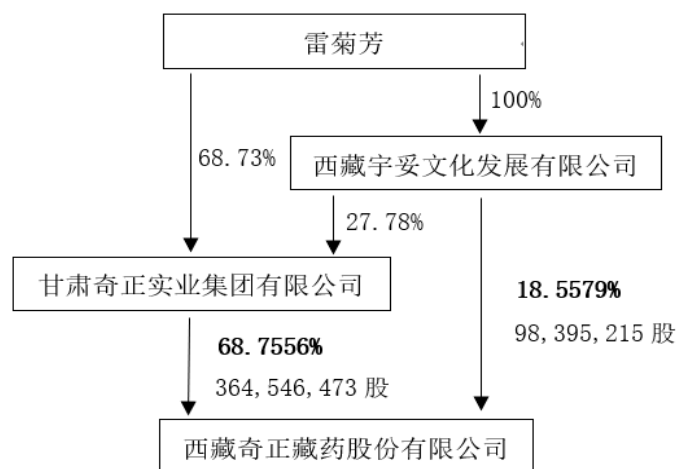 雷菊芳
100%
68.73%
西藏宇妥文化发展有限公司
27.78%
甘肃奇正实业集团有限公司
18.5579%
98,395,215 股
68.7556%
364,546,473 股
西藏奇正藏药股份有限公司